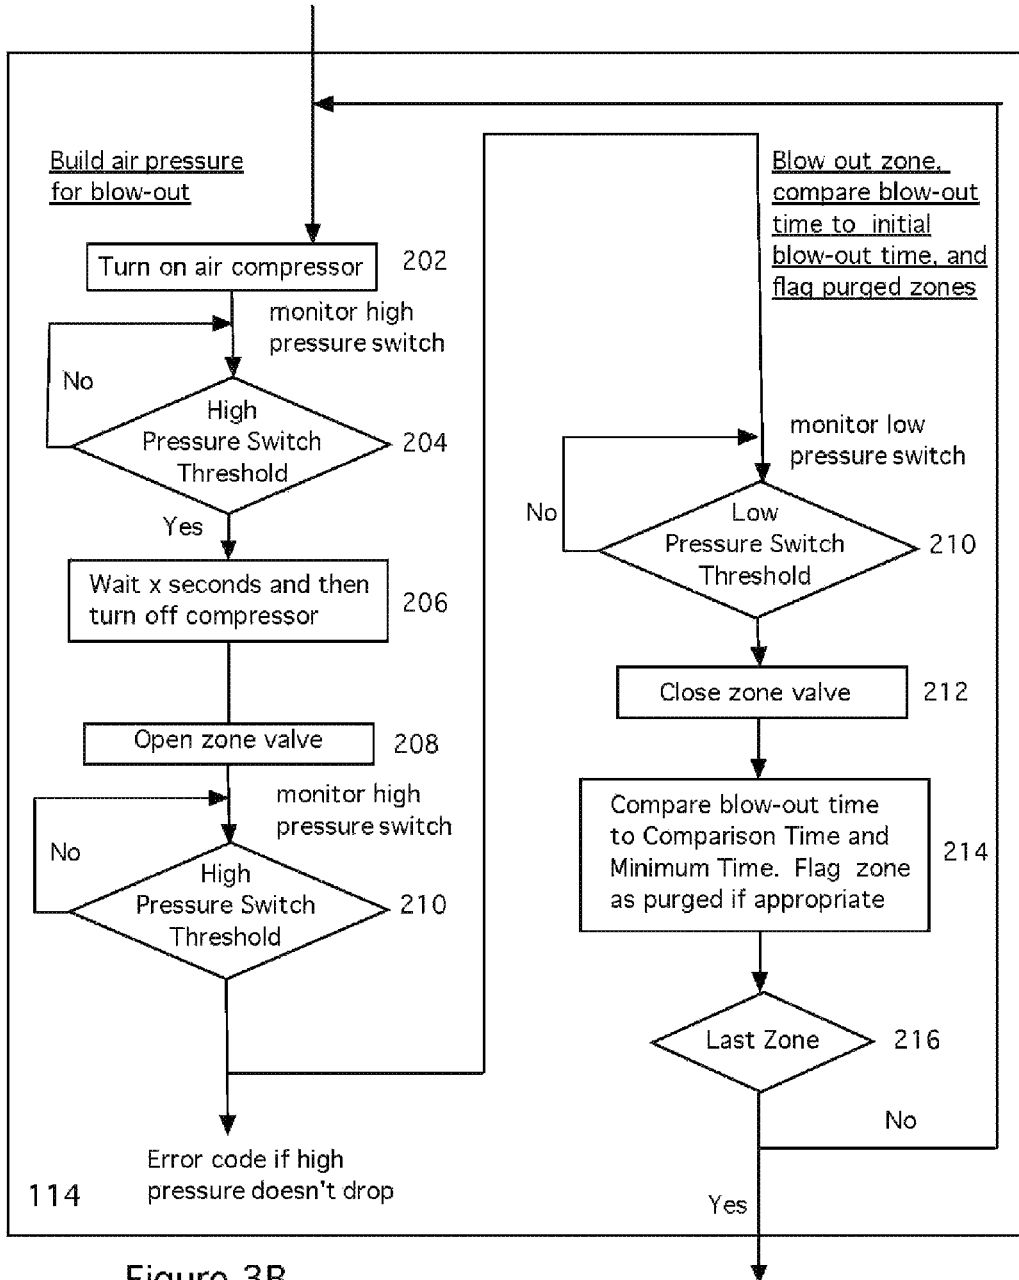 Build air pressure
for blow-out
Turn on air compressor
202
monitor high
pressure switch
No
High
Pressure Switch
Threshold
204
Yes
Wait x seconds and then
turn off compressor
206
Open zone valve
208
monitor high
pressure switch
No
High
Pressure Switch
Threshold
210
Error code if high
pressure doesn't drop
114
Blow out zone,
compare blow-out
time to initial
blow-out time, and
flag purged zones
monitor low
pressure switch
No
Low
Pressure Switch
Threshold
210
Close zone valve
212
Compare blow-out time
to Comparison Time and
Minimum Time. Flag zone
as purged if appropriate
214
Last Zone
216
No
Yes
Figure 3B